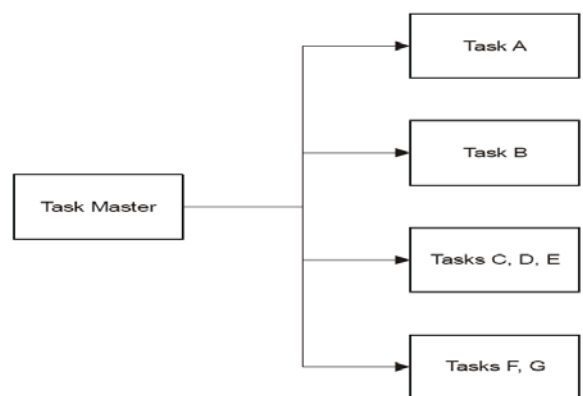 Task A
Task B
Task Master
Tasks C, D, E
Tasks F, G